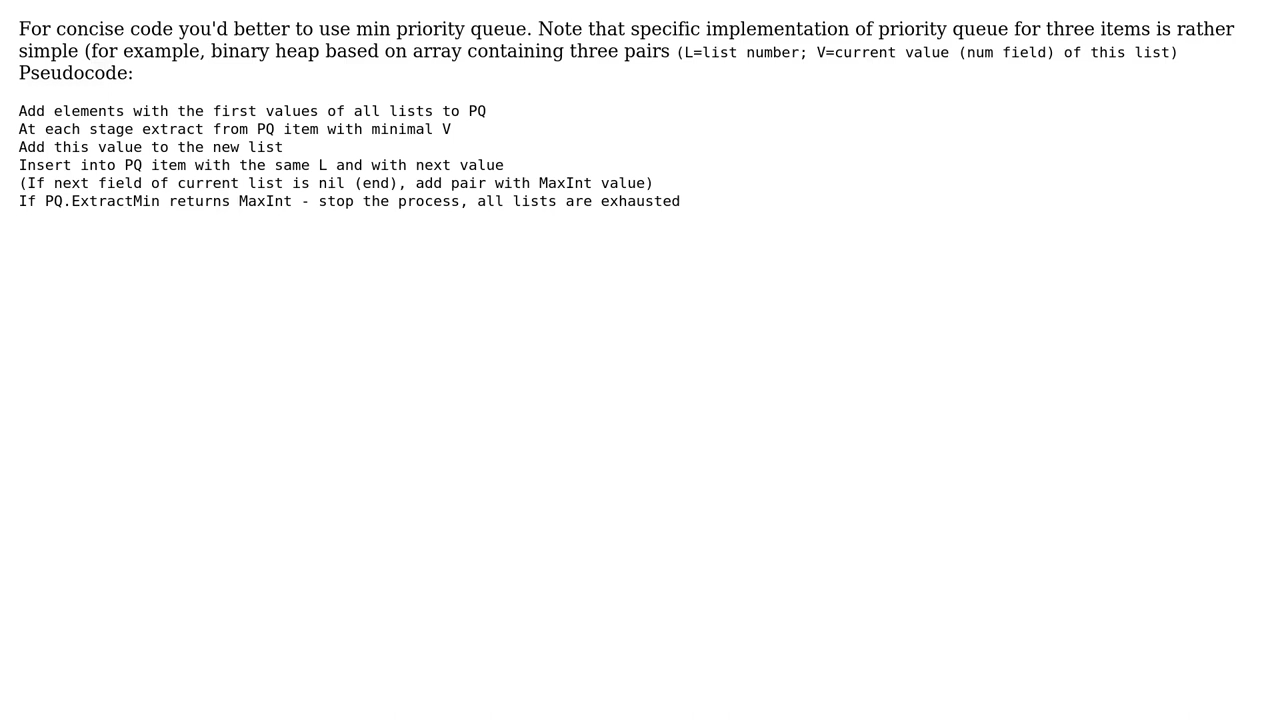 For concise code you'd better to use min priority queue. Note that specific implementation of priority queue for three items is rather
simple (for example, binary heap based on array containing three pairs (L=list number; V=current value (num field) of this list)
Pseudocode:
Add elements with the first values of all lists to PQ
At each stage extract from PQ item with minimal V
Add this value to the new list
Insert into PQ item with the same L and with next value
(If next field of current list is nil (end), add pair with MaxInt value)
If PQ.ExtractMin returns MaxInt - stop the process, all lists are exhausted